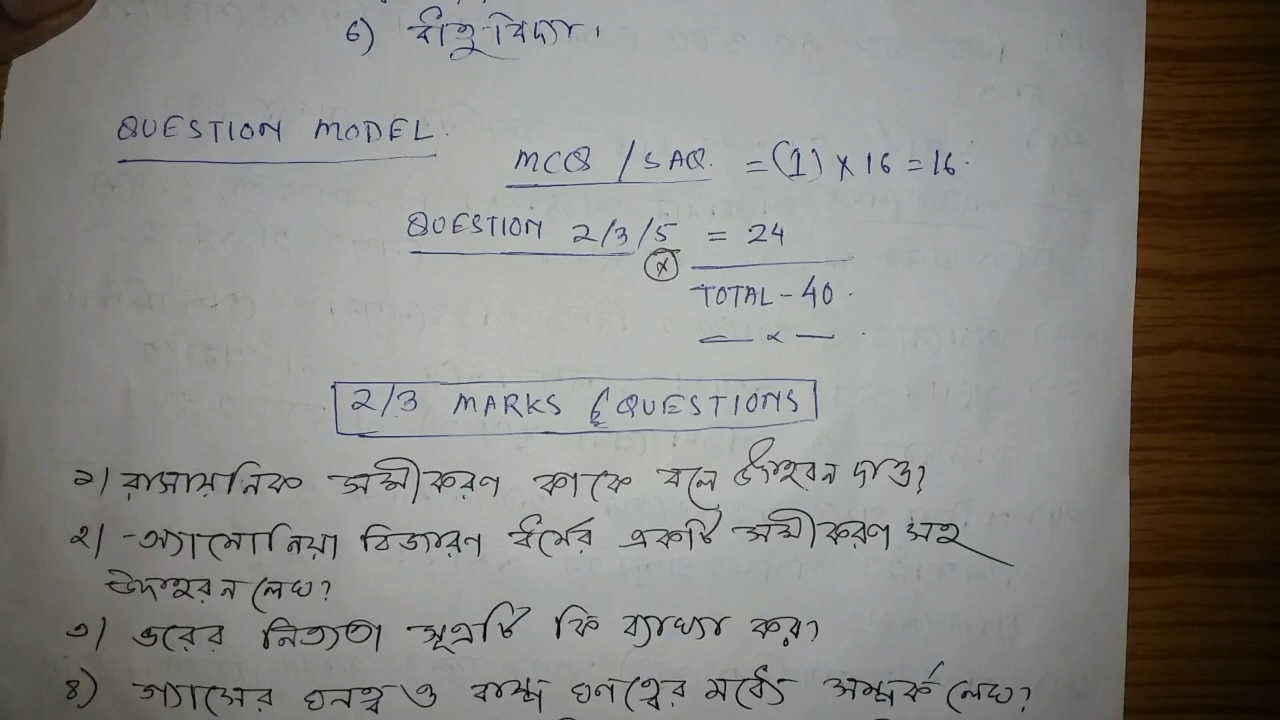 6) ধাতুবিদ্যা।
QUESTION MODEL.
MCQ / SAQ. = (1) × 16 = 16.
QUESTION 2/3/5 = 24
TOTAL - 40.
2/3 MARKS QUESTIONS
১) রাসায়নিক সমীকরণ কাকে বলে উদাহরন দাও?
২) অ্যামোনিয়া বিজারণ ধর্মের একটি সমীকরণ সহ
উদাহরন লেখ?
৩) ভরের নিত্যতা সূত্রটি কি ব্যাখ্যা কর?
৪) গ্যাসের ঘনত্ব ও বাষ্প ঘনত্বের মধ্যে সম্পর্ক লেখ?